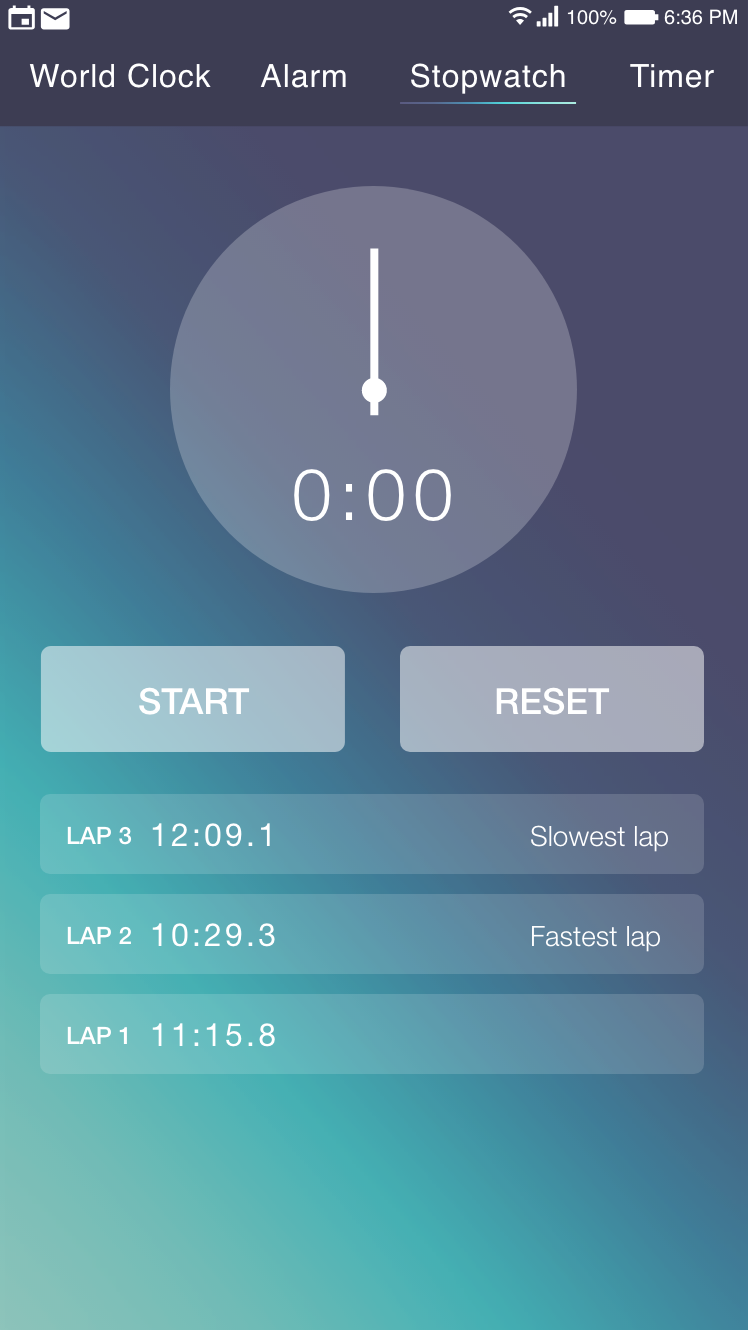 100% 6:36 PM
World Clock Alarm Stopwatch Timer
0:00
START RESET
LAP 3 12:09.1 Slowest lap
LAP 2 10:29.3 Fastest lap
LAP 1 11:15.8